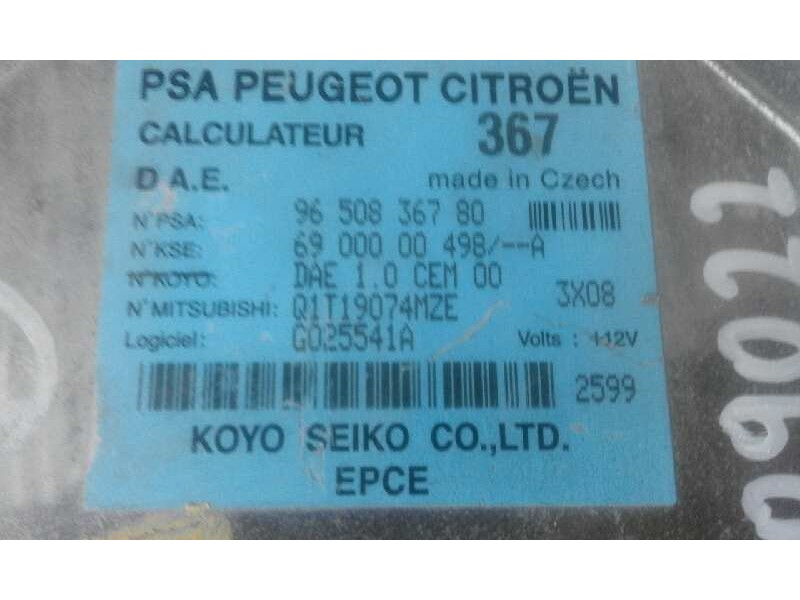 PSA PEUGEOT CITROËN
CALCULATEUR 367
D A.E. made in Czech
N°PSA: 96 508 367 80
N°KSE: 69 000 00 498/--A
N°KOYO: DAE 1.0 CEM 00
N°MITSUBISHI: Q1T19074MZE 3X08
Logiciel: G025541A Volts : 12V
2599
KOYO SEIKO CO.,LTD.
EPCE
09022